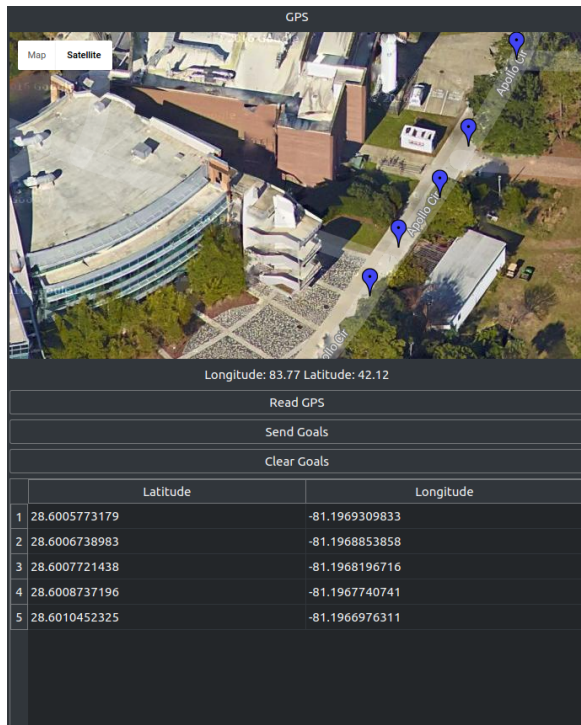 GPS
Map Satellite
Apollo Cir
Apollo Cir
Longitude: 83.77 Latitude: 42.12
Read GPS
Send Goals
Clear Goals
Latitude Longitude
1 28.6005773179 -81.1969309833
2 28.6006738983 -81.1968853858
3 28.6007721438 -81.1968196716
4 28.6008737196 -81.1967740741
5 28.6010452325 -81.1966976311